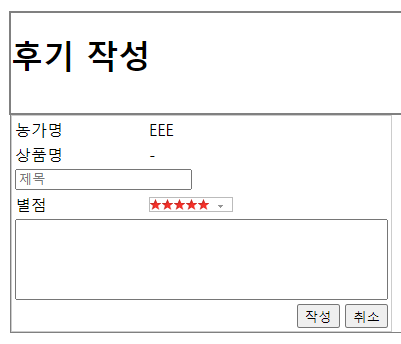 후기 작성
농가명 EEE
상품명 -
제목
별점 ★★★★★
작성 취소